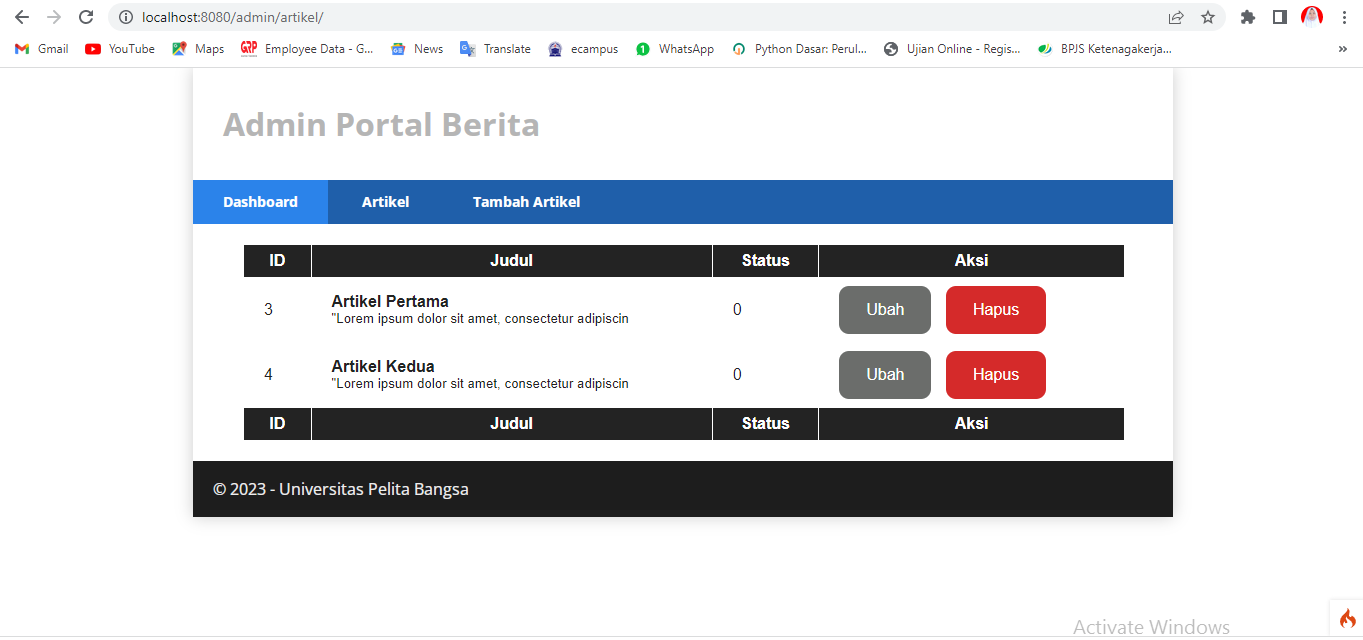 localhost:8080/admin/artikel/
Gmail YouTube Maps GRP Employee Data - G... News Translate ecampus 1 WhatsApp Python Dasar: Perul... Ujian Online - Regis... BPJS Ketenagakerja... »
Admin Portal Berita
Dashboard Artikel Tambah Artikel
ID Judul Status Aksi
3 Artikel Pertama 0 Ubah Hapus
"Lorem ipsum dolor sit amet, consectetur adipiscin
4 Artikel Kedua 0 Ubah Hapus
"Lorem ipsum dolor sit amet, consectetur adipiscin
ID Judul Status Aksi
© 2023 - Universitas Pelita Bangsa
Activate Windows